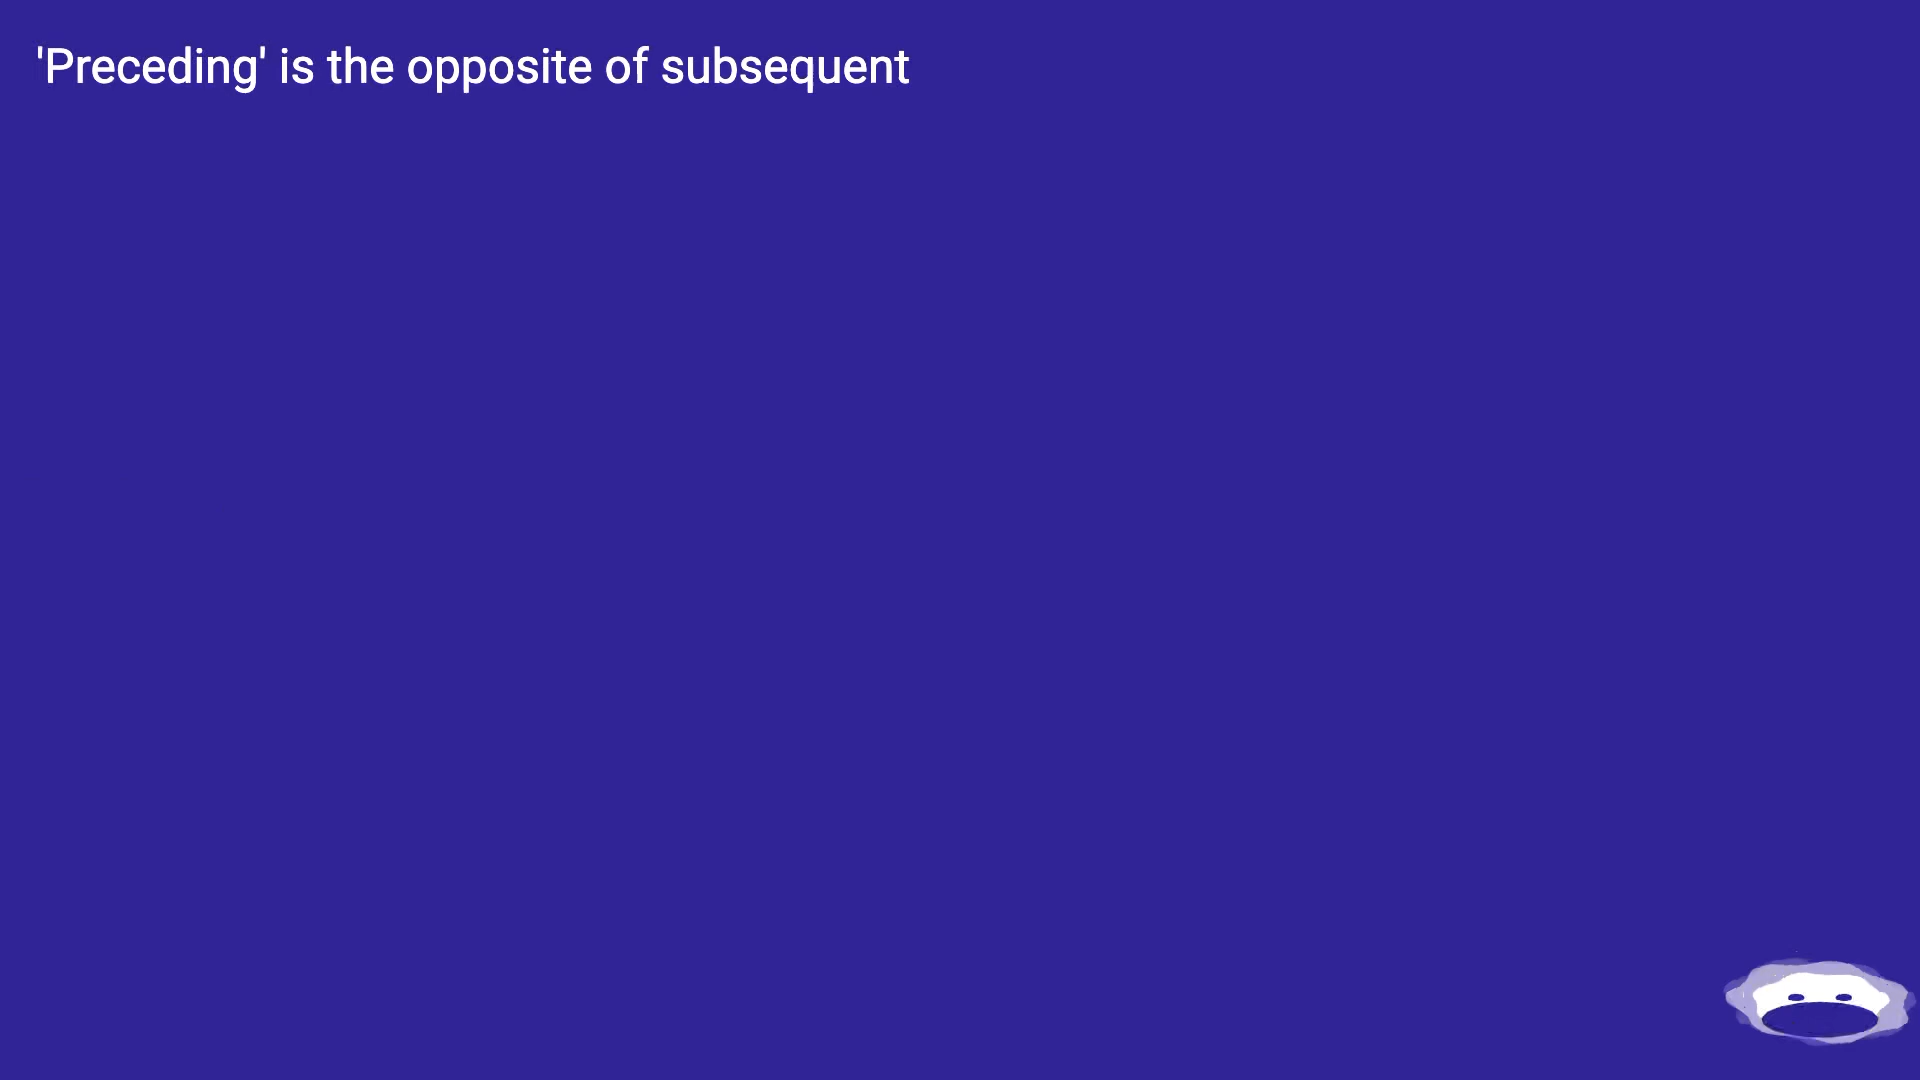 'Preceding' is the opposite of subsequent